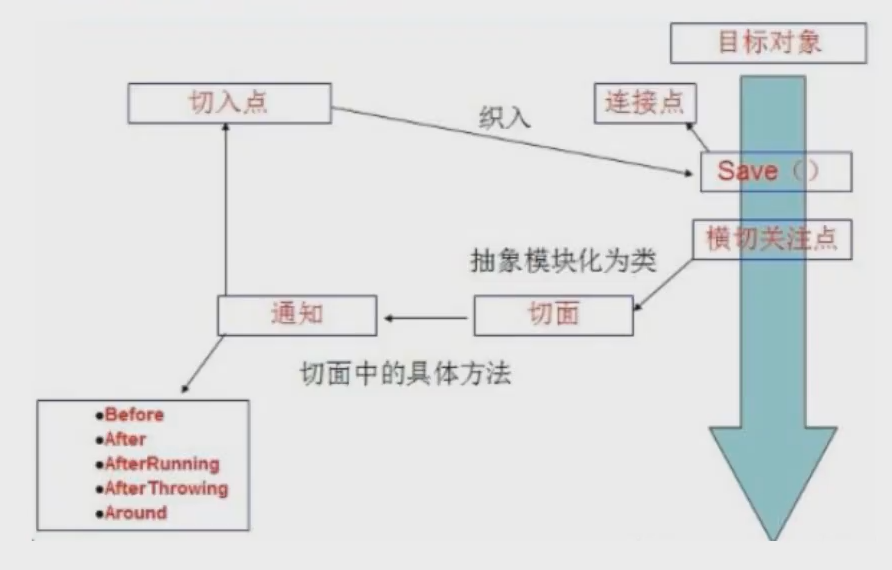 目标对象
切入点
织入
连接点
Save（）
横切关注点
抽象模块化为类
通知
切面
切面中的具体方法
●Before
●After
●AfterRunning
●AfterThrowing
●Around